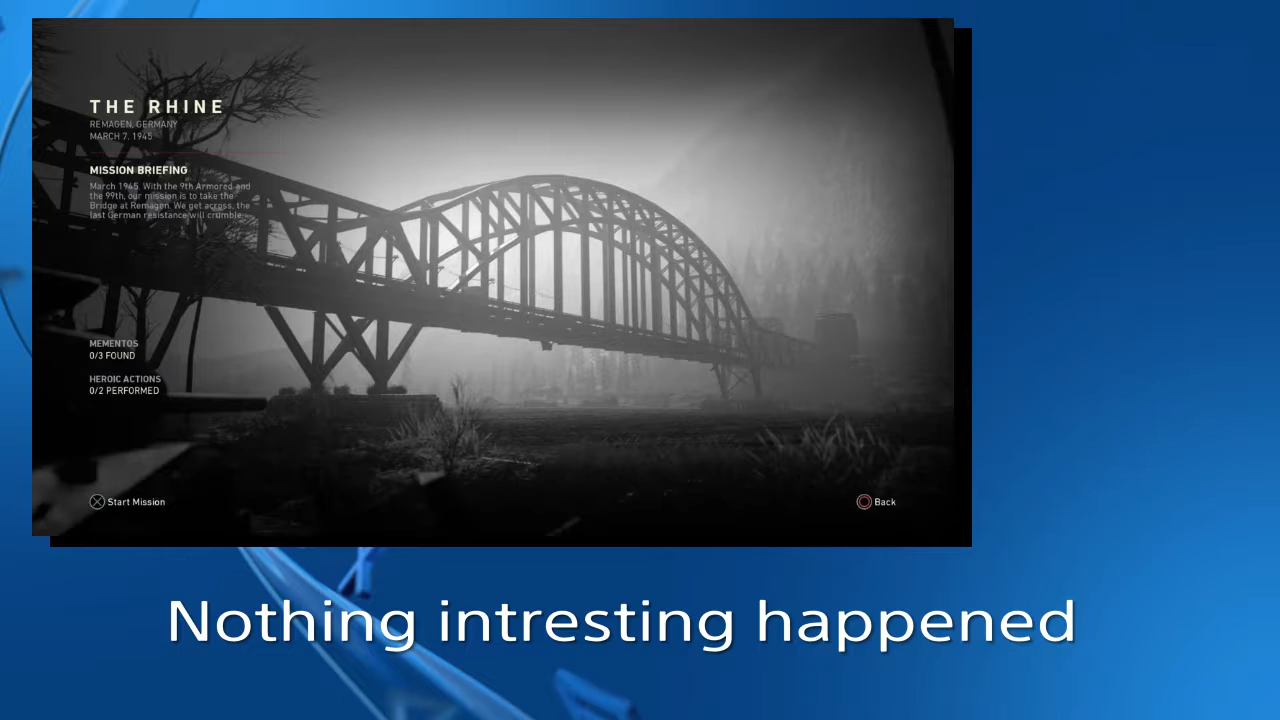 THE RHINE
REMAGEN, GERMANY
MARCH 7, 1945
MISSION BRIEFING
March 1945. With the 9th Armored and
the 99th, our mission is to take the
Bridge at Remagen. We get across, the
last German resistance will crumble.
MEMENTOS
0/3 FOUND
HEROIC ACTIONS
0/2 PERFORMED
Start Mission
Back
Nothing intresting happened